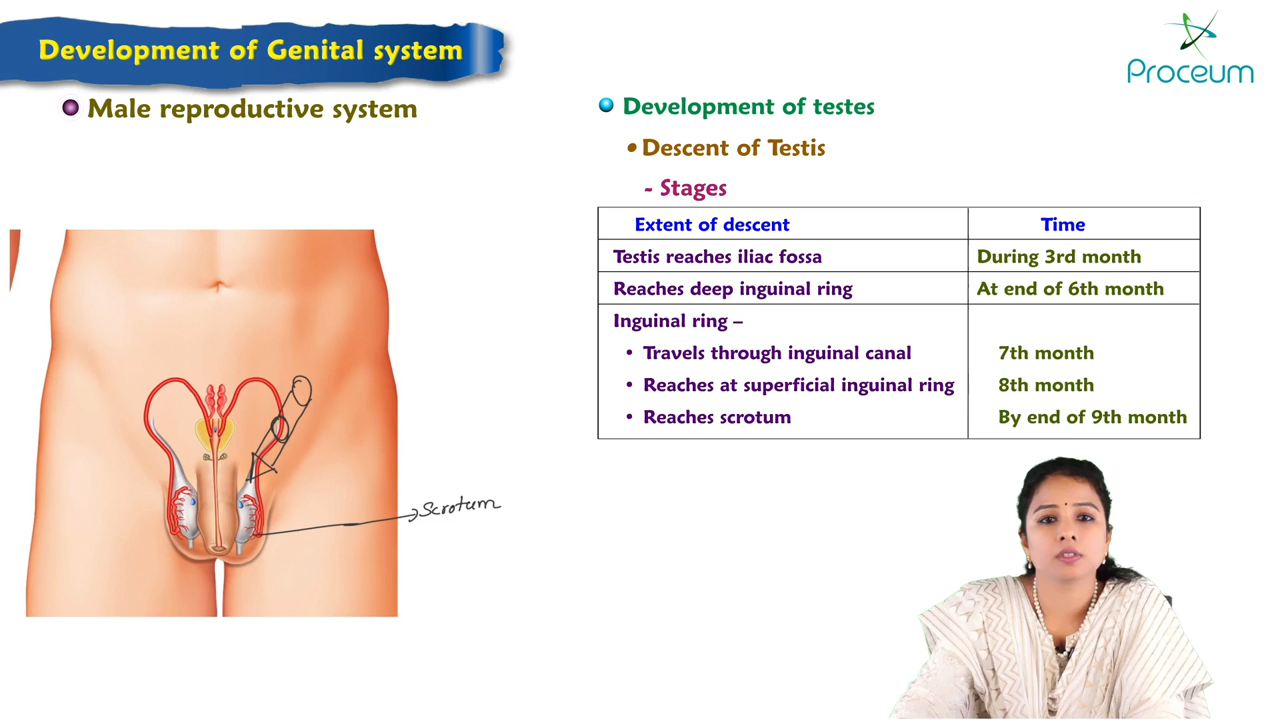 Development of Genital system
Proceum
Male reproductive system
Development of testes
• Descent of Testis
- Stages
Extent of descent Time
Testis reaches iliac fossa During 3rd month
Reaches deep inguinal ring At end of 6th month
Inguinal ring –
• Travels through inguinal canal 7th month
• Reaches at superficial inguinal ring 8th month
• Reaches scrotum By end of 9th month
Scrotum